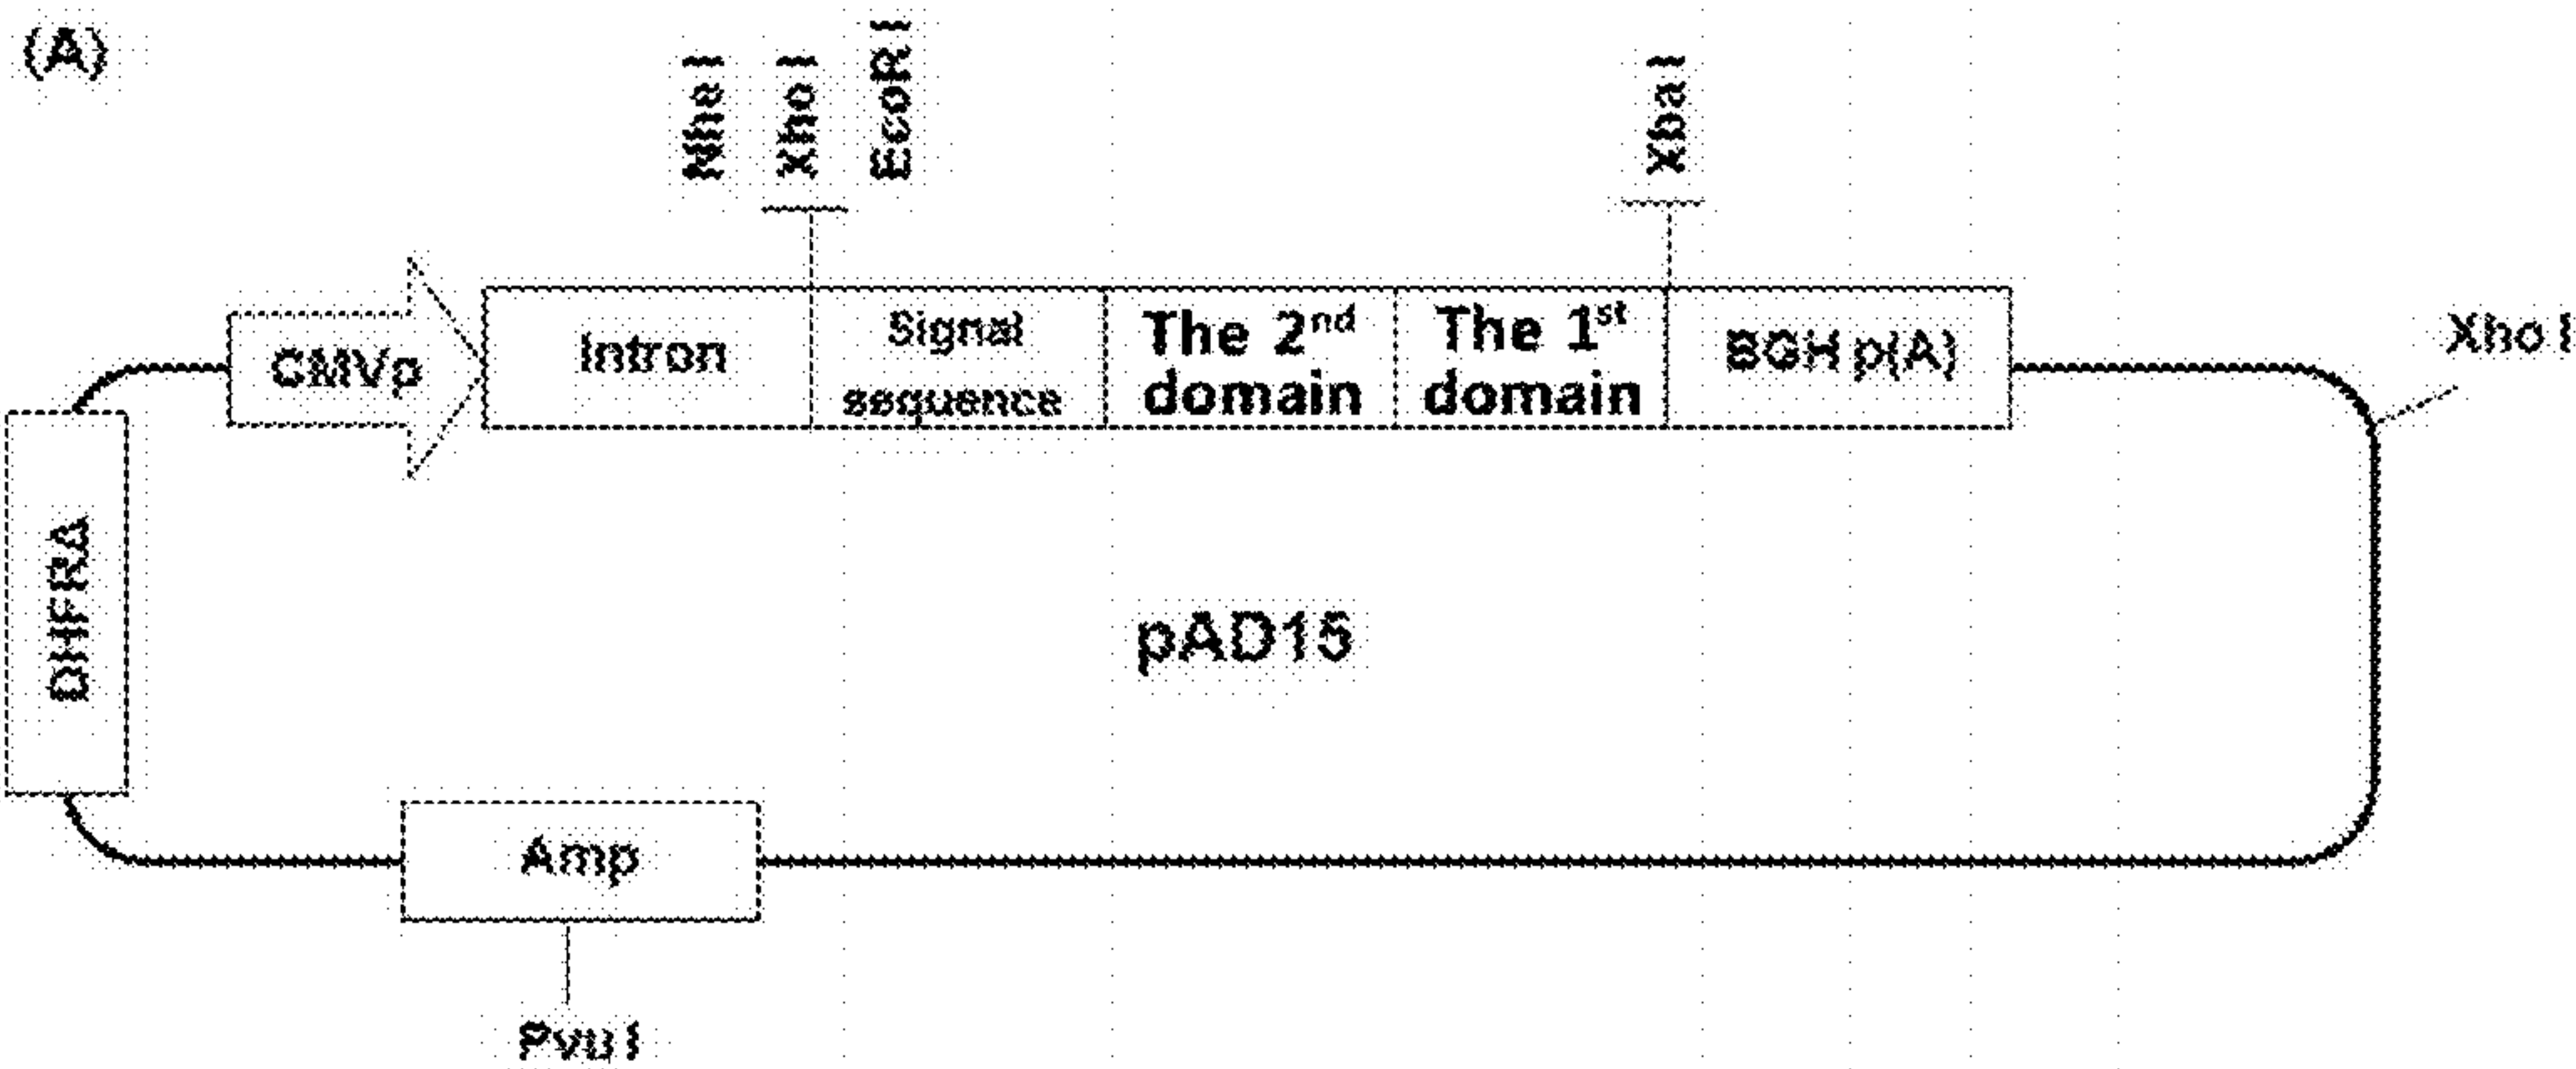 (A)
Nhe I
Xho I
EcoR I
Xba I
CMVp
Intron
Signal
sequence
The 2nd
domain
The 1st
domain
BGH p(A)
Xho I
DHFRA
pAD15
Amp
Pvu I